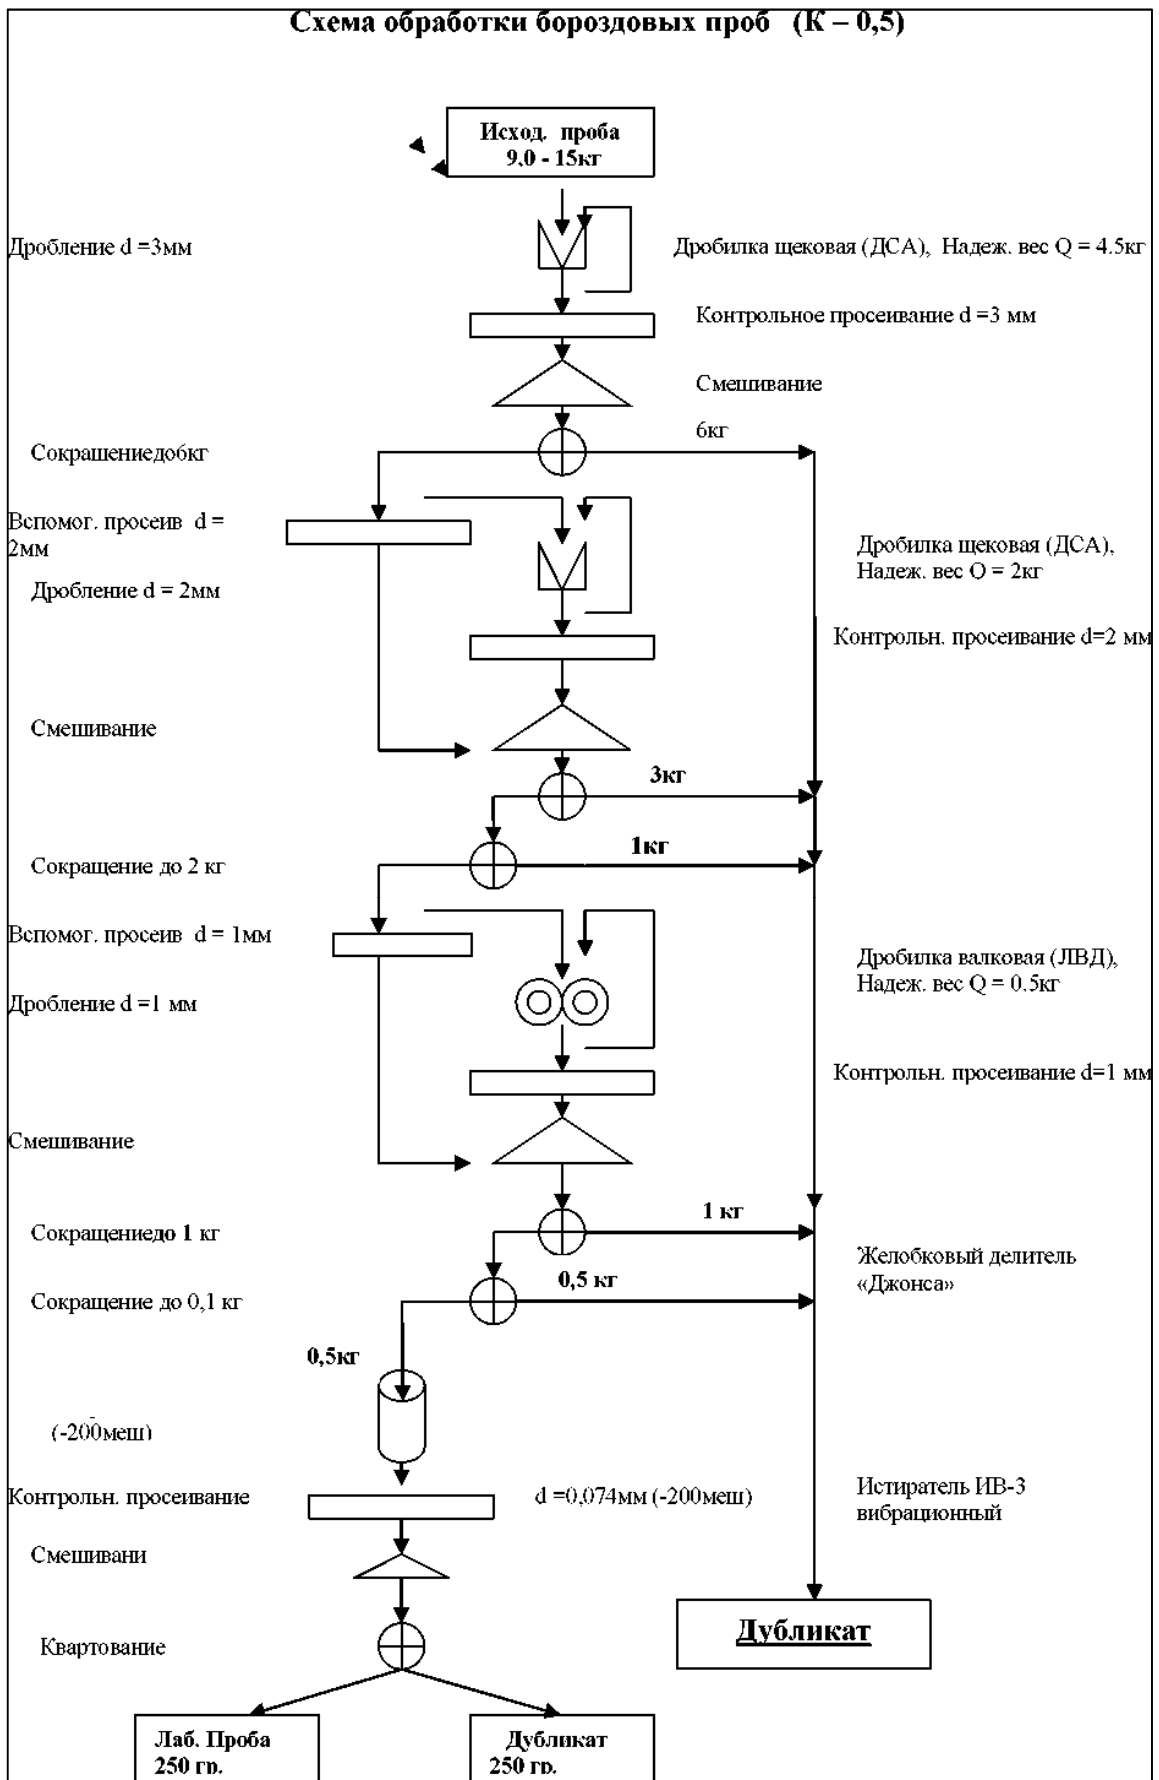 Схема обработки бороздовых проб (К – 0,5)
Исход. проба
9,0 - 15кг
Дробление d =3мм
Дробилка щековая (ДСА), Надеж. вес Q = 4.5кг
Контрольное просеивание d =3 мм
Смешивание
6кг
Сокрашениедо6кг
Вспомог. просеив d =
2мм
Дробилка щековая (ДСА),
Надеж. вес O = 2кг
Дробление d = 2мм
Контрольн. просеивание d=2 мм
Смешивание
3кг
1кг
Сокращение до 2 кг
Вспомог. просеив d = 1мм
Дробилка валковая (ЛВД),
Надеж. вес Q = 0.5кг
Дробление d =1 мм
Контрольн. просеивание d=1 мм
Смешивание
1 кг
Сокращениедо 1 кг
Желобковый делитель
«Джонса»
0,5 кг
Сокращение до 0,1 кг
0,5кг
(-200меш)
Контрольн. просеивание
d =0,074мм (-200меш)
Истиратель ИВ-3
вибрационный
Смешивани
Дубликат
Квартование
Лаб. Проба
250 гр.
Дубликат
250 гр.